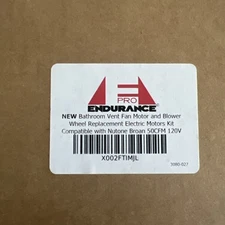 PRO
ENDURANCE
NEW Bathroom Vent Fan Motor and Blower
Wheel Replacement Electric Motors Kit
Compatible with Nutone Broan 50CFM 120V
X002FTIMJL